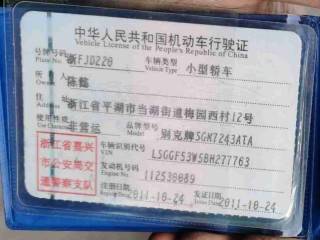 中华人民共和国机动车行驶证
Vehicle License of the People's Republic of China
号牌号码 浙FJD220 车辆类型 小型轿车
Plate No. Vehicle Type
所有人 陈懿
住址 浙江省平湖市当湖街道梅园西村12号
使用性质 非营运 品牌型号 别克牌SGM7243ATA
浙江省嘉兴
市公安局交
通警察支队
车辆识别代号 LSGGF53W5BH277763
VIN
发动机号码 112530089
Engine No.
注册日期 2011-10-24 发证日期 2011-10-24